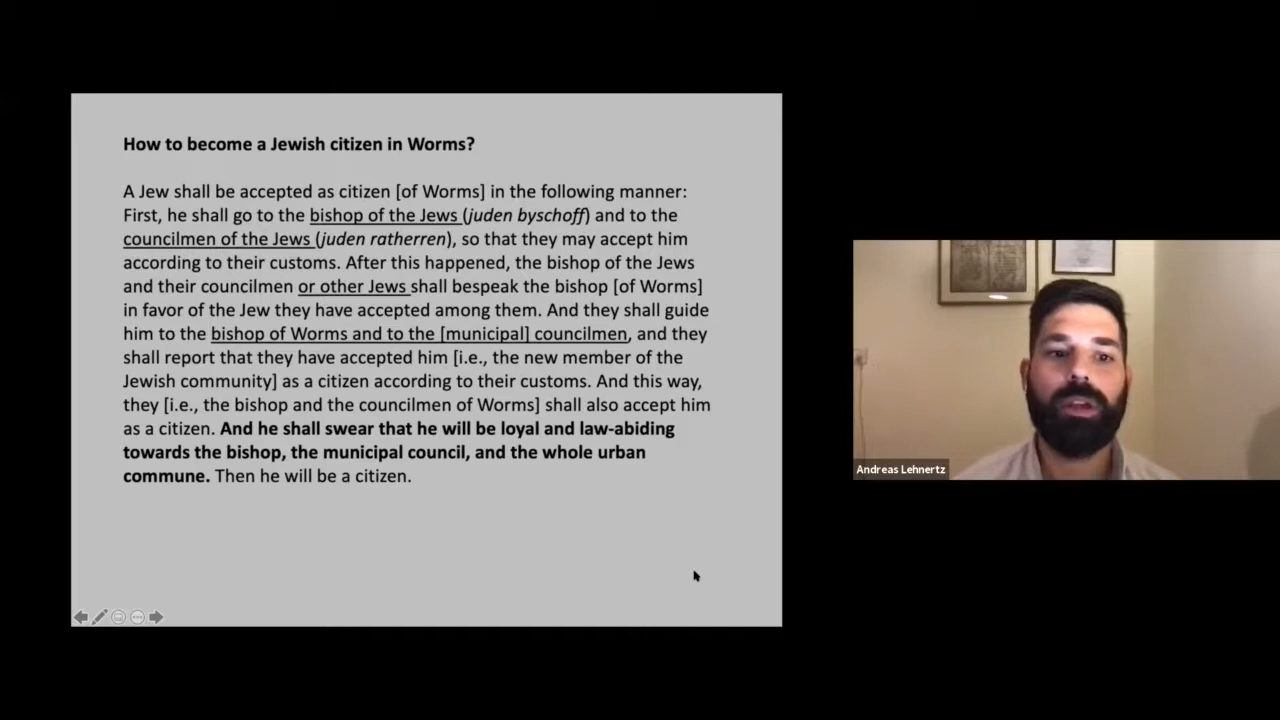 How to become a Jewish citizen in Worms?
A Jew shall be accepted as citizen [of Worms] in the following manner:
First, he shall go to the bishop of the Jews (juden byschoff) and to the
councilmen of the Jews (juden ratherren), so that they may accept him
according to their customs. After this happened, the bishop of the Jews
and their councilmen or other Jews shall bespeak the bishop [of Worms]
in favor of the Jew they have accepted among them. And they shall guide
him to the bishop of Worms and to the [municipal] councilmen, and they
shall report that they have accepted him [i.e., the new member of the
Jewish community] as a citizen according to their customs. And this way,
they [i.e., the bishop and the councilmen of Worms] shall also accept him
as a citizen. And he shall swear that he will be loyal and law-abiding
towards the bishop, the municipal council, and the whole urban
commune. Then he will be a citizen.
Andreas Lehnertz